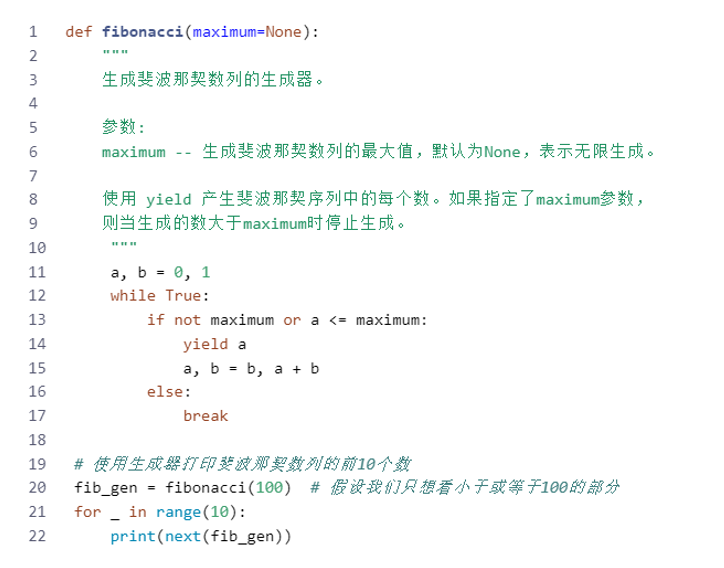 1 def fibonacci(maximum=None):
2     """
3     生成斐波那契数列的生成器。
4
5     参数:
6     maximum -- 生成斐波那契数列的最大值，默认为None，表示无限生成。
7
8     使用 yield 产生斐波那契序列中的每个数。如果指定了maximum参数，
9     则当生成的数大于maximum时停止生成。
10      """
11      a, b = 0, 1
12      while True:
13          if not maximum or a <= maximum:
14              yield a
15              a, b = b, a + b
16          else:
17              break
18
19  # 使用生成器打印斐波那契数列的前10个数
20  fib_gen = fibonacci(100)  # 假设我们只想看小于或等于100的部分
21  for _ in range(10):
22      print(next(fib_gen))